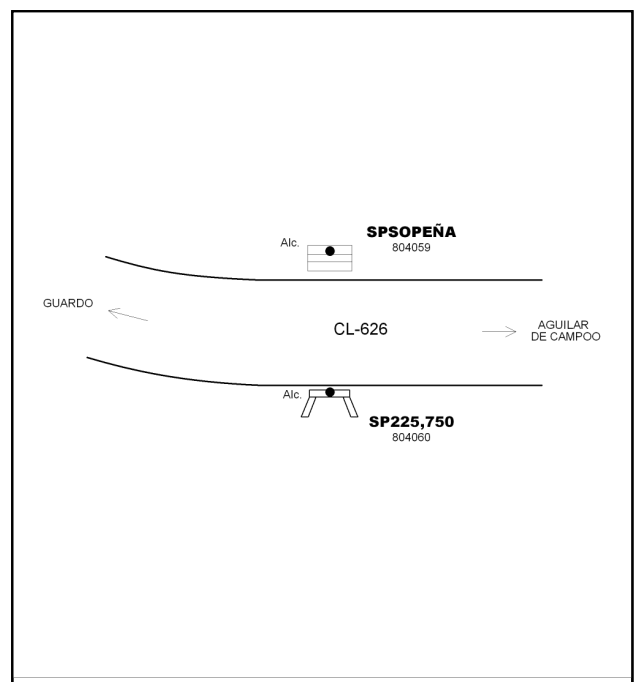 SPSOPEÑA
Alc.
804059
GUARDO
CL-626
AGUILAR
DE CAMPOO
Alc.
SP225,750
804060